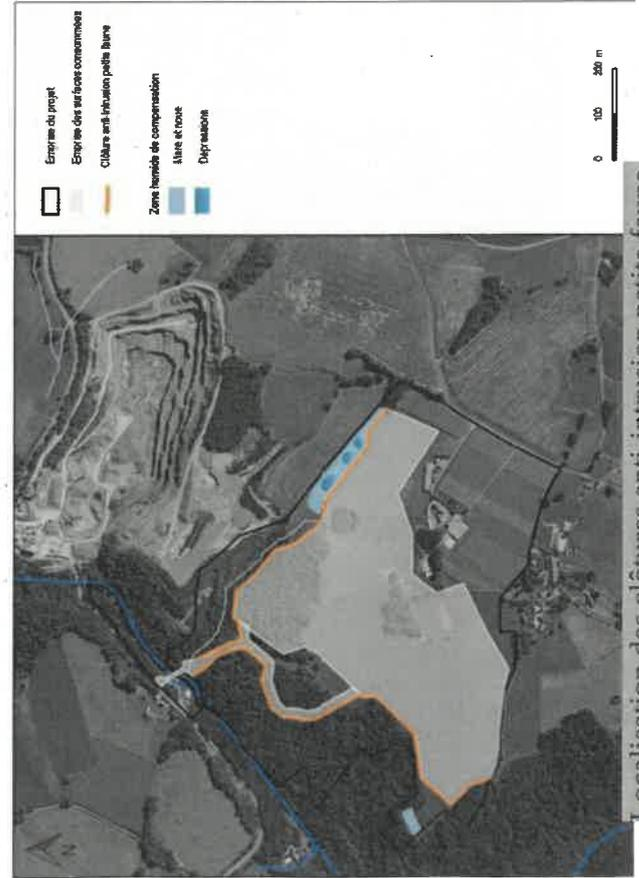 Emprise du projet
Emprise des surfaces consommées
Clôture anti-intrusion petite faune
Zone humide de compensation
Mare et noue
Dépressions
0 100 200 m
N